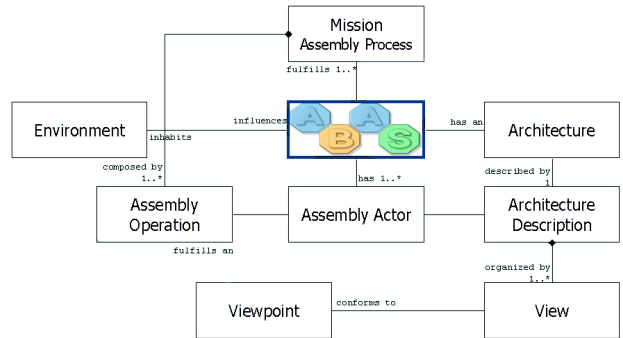 Mission
Assembly Process
fulfills 1..*
Environment
inhabits
influences
A A
B S
has an
Architecture
composed by
1..*
has 1..*
described by
1
Assembly
Operation
Assembly Actor
Architecture
Description
fulfills an
organized by
1..*
Viewpoint
conforms to
View